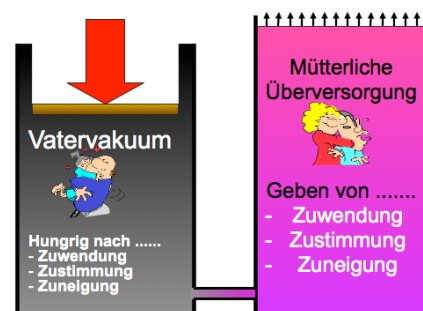 Vatervakuum
Hungrig nach ......
- Zuwendung
- Zustimmung
- Zuneigung
Mütterliche
Überversorgung
Geben von .......
- Zuwendung
- Zustimmung
- Zuneigung